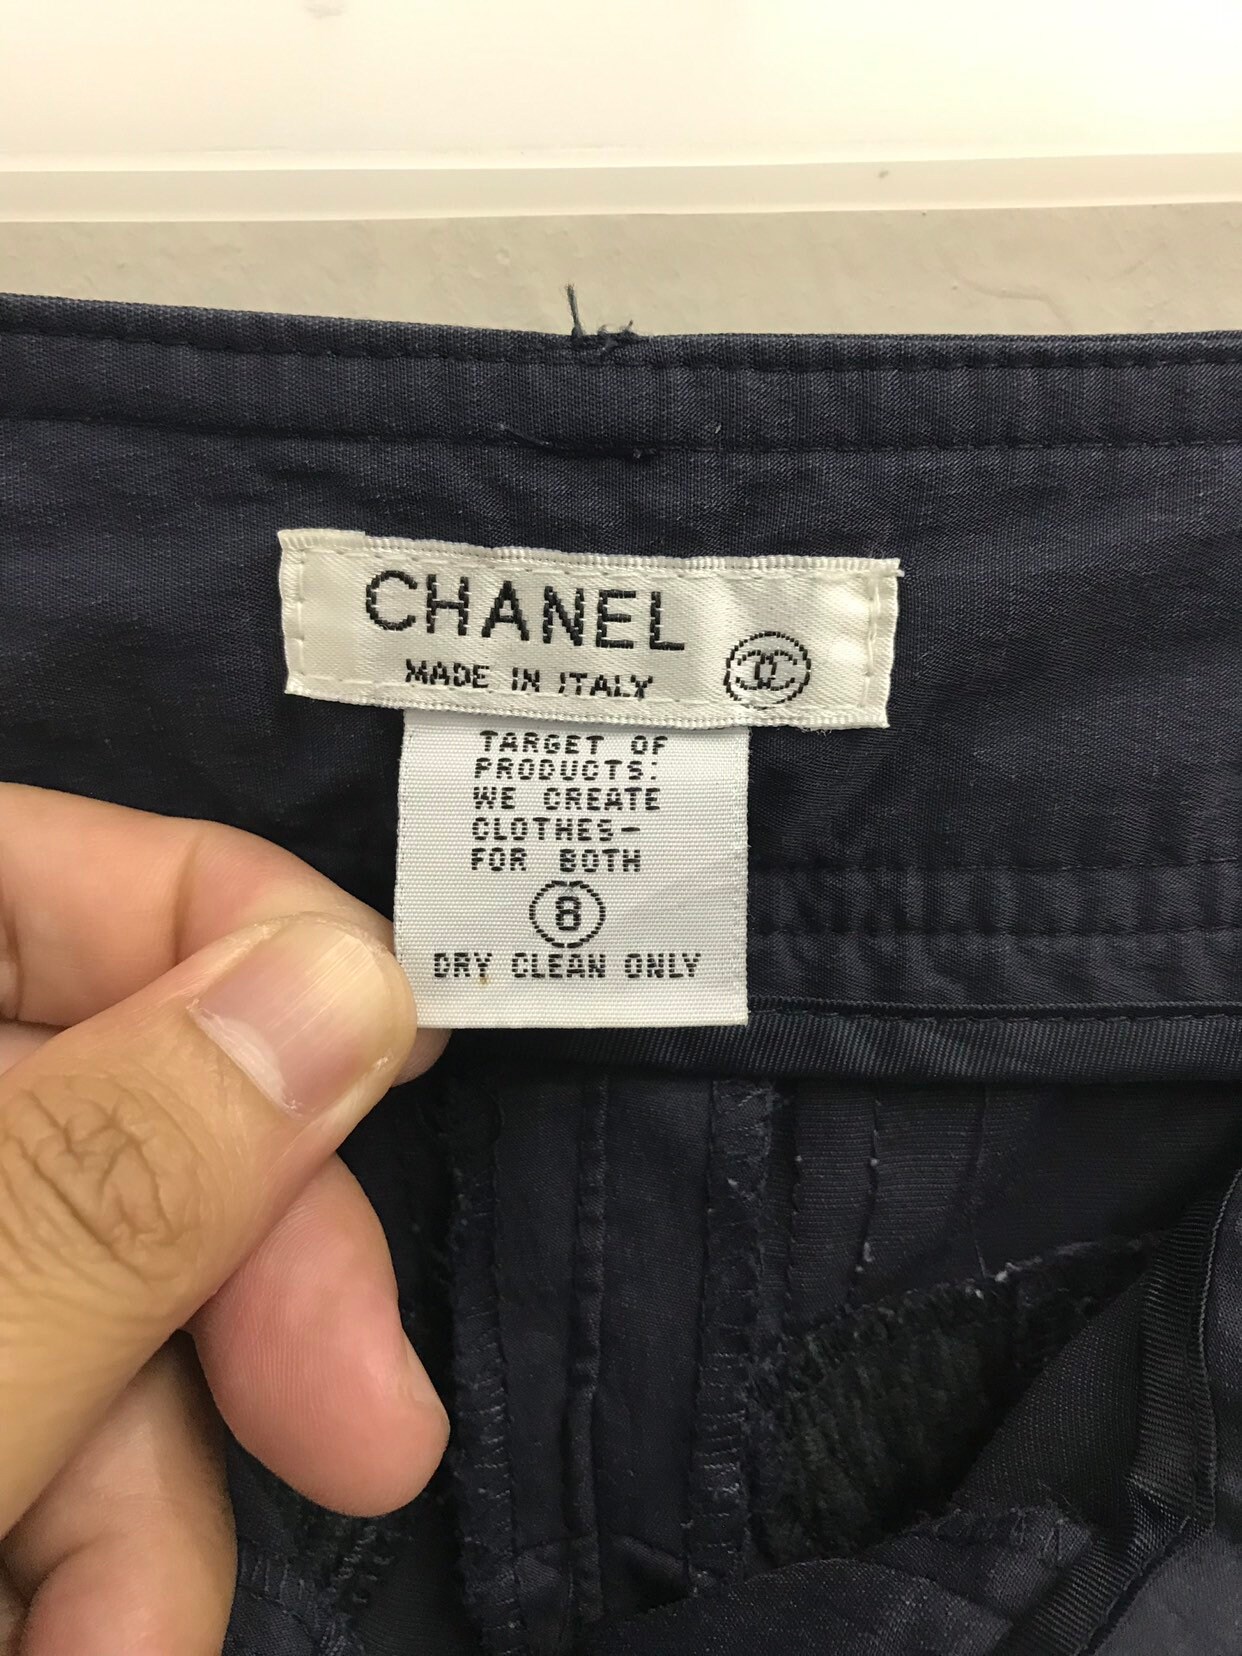 CHANEL
MADE IN ITALY
TARGET OF
PRODUCTS:
WE CREATE
CLOTHES-
FOR BOTH
8
DRY CLEAN ONLY